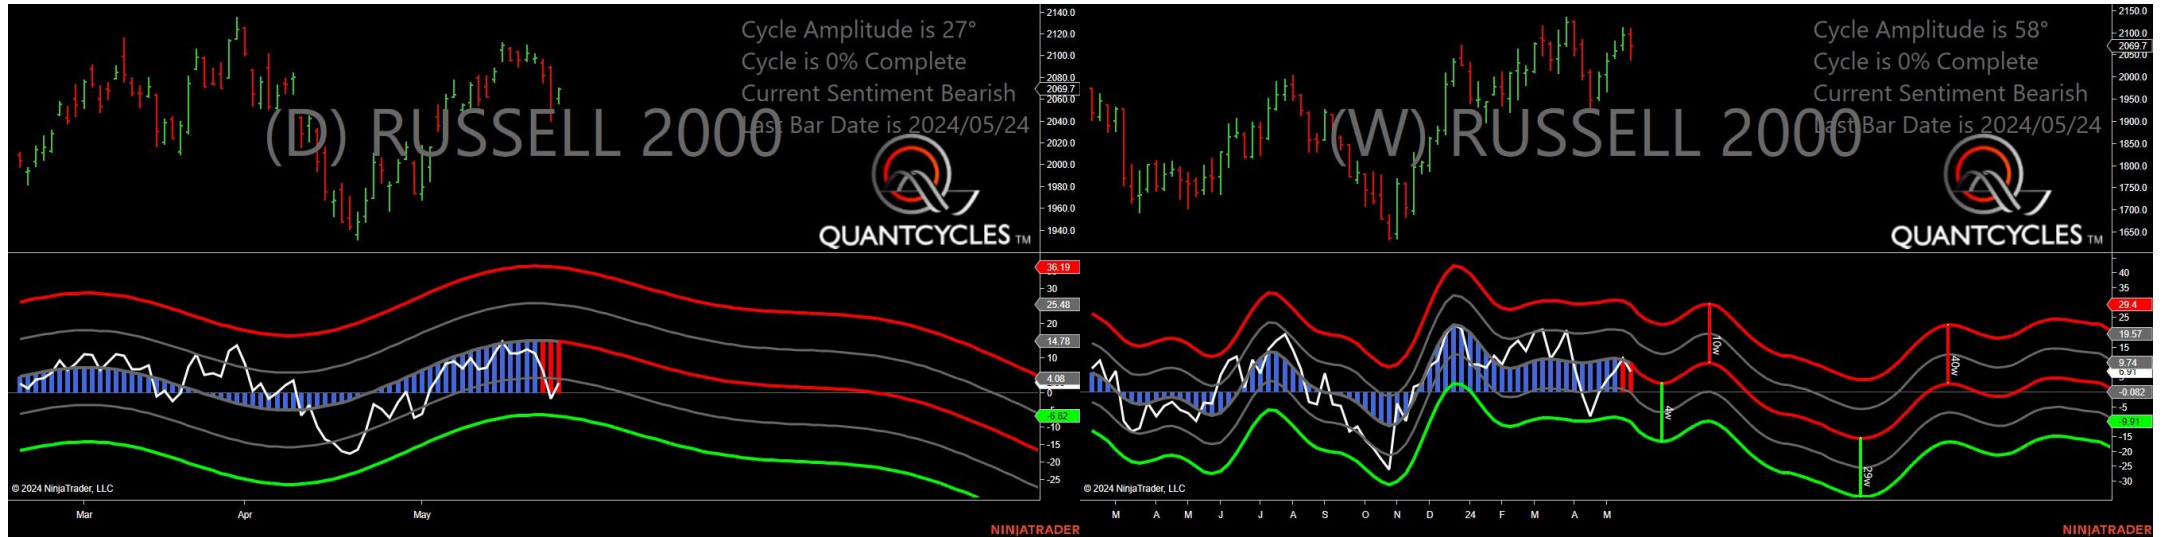 Cycle Amplitude is 27°
Cycle is 0% Complete
Current Sentiment Bearish
Last Bar Date is 2024/05/24
(D) RUSSELL 2000
QUANTCYCLES TM
2140.0
2120.0
2100.0
2080.0
2069.7
2060.0
2040.0
2020.0
2000.0
1980.0
1960.0
1940.0
36.19
30
25.48
20
14.78
10
4.08
0
-6.62
-10
-15
-20
-25
© 2024 NinjaTrader, LLC
Mar
Apr
May
NINJATRADER
Cycle Amplitude is 58°
Cycle is 0% Complete
Current Sentiment Bearish
Last Bar Date is 2024/05/24
(W) RUSSELL 2000
QUANTCYCLES TM
2150.0
2100.0
2069.7
2050.0
2000.0
1950.0
1900.0
1850.0
1800.0
1750.0
1700.0
1650.0
40
35
29.4
25
19.57
15
9.74
-0.082
-5
-9.91
-15
-20
-25
-30
10w
4w
29w
40w
© 2024 NinjaTrader, LLC
M A M J J A S O N D 24 F M A M
NINJATRADER